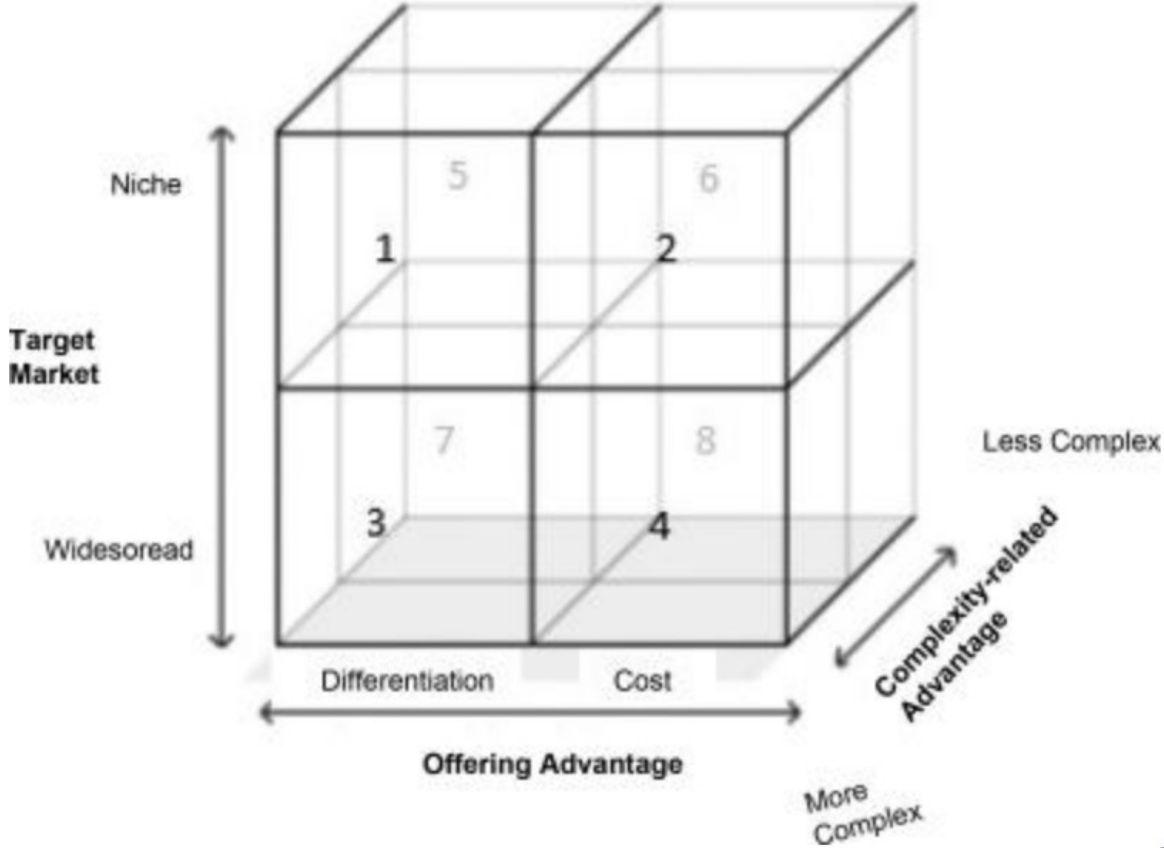 Niche
5
6
1
2
Target
Market
7
8
Less Complex
3
4
Widesoread
Complexity-related
Advantage
Differentiation
Cost
Offering Advantage
More
Complex